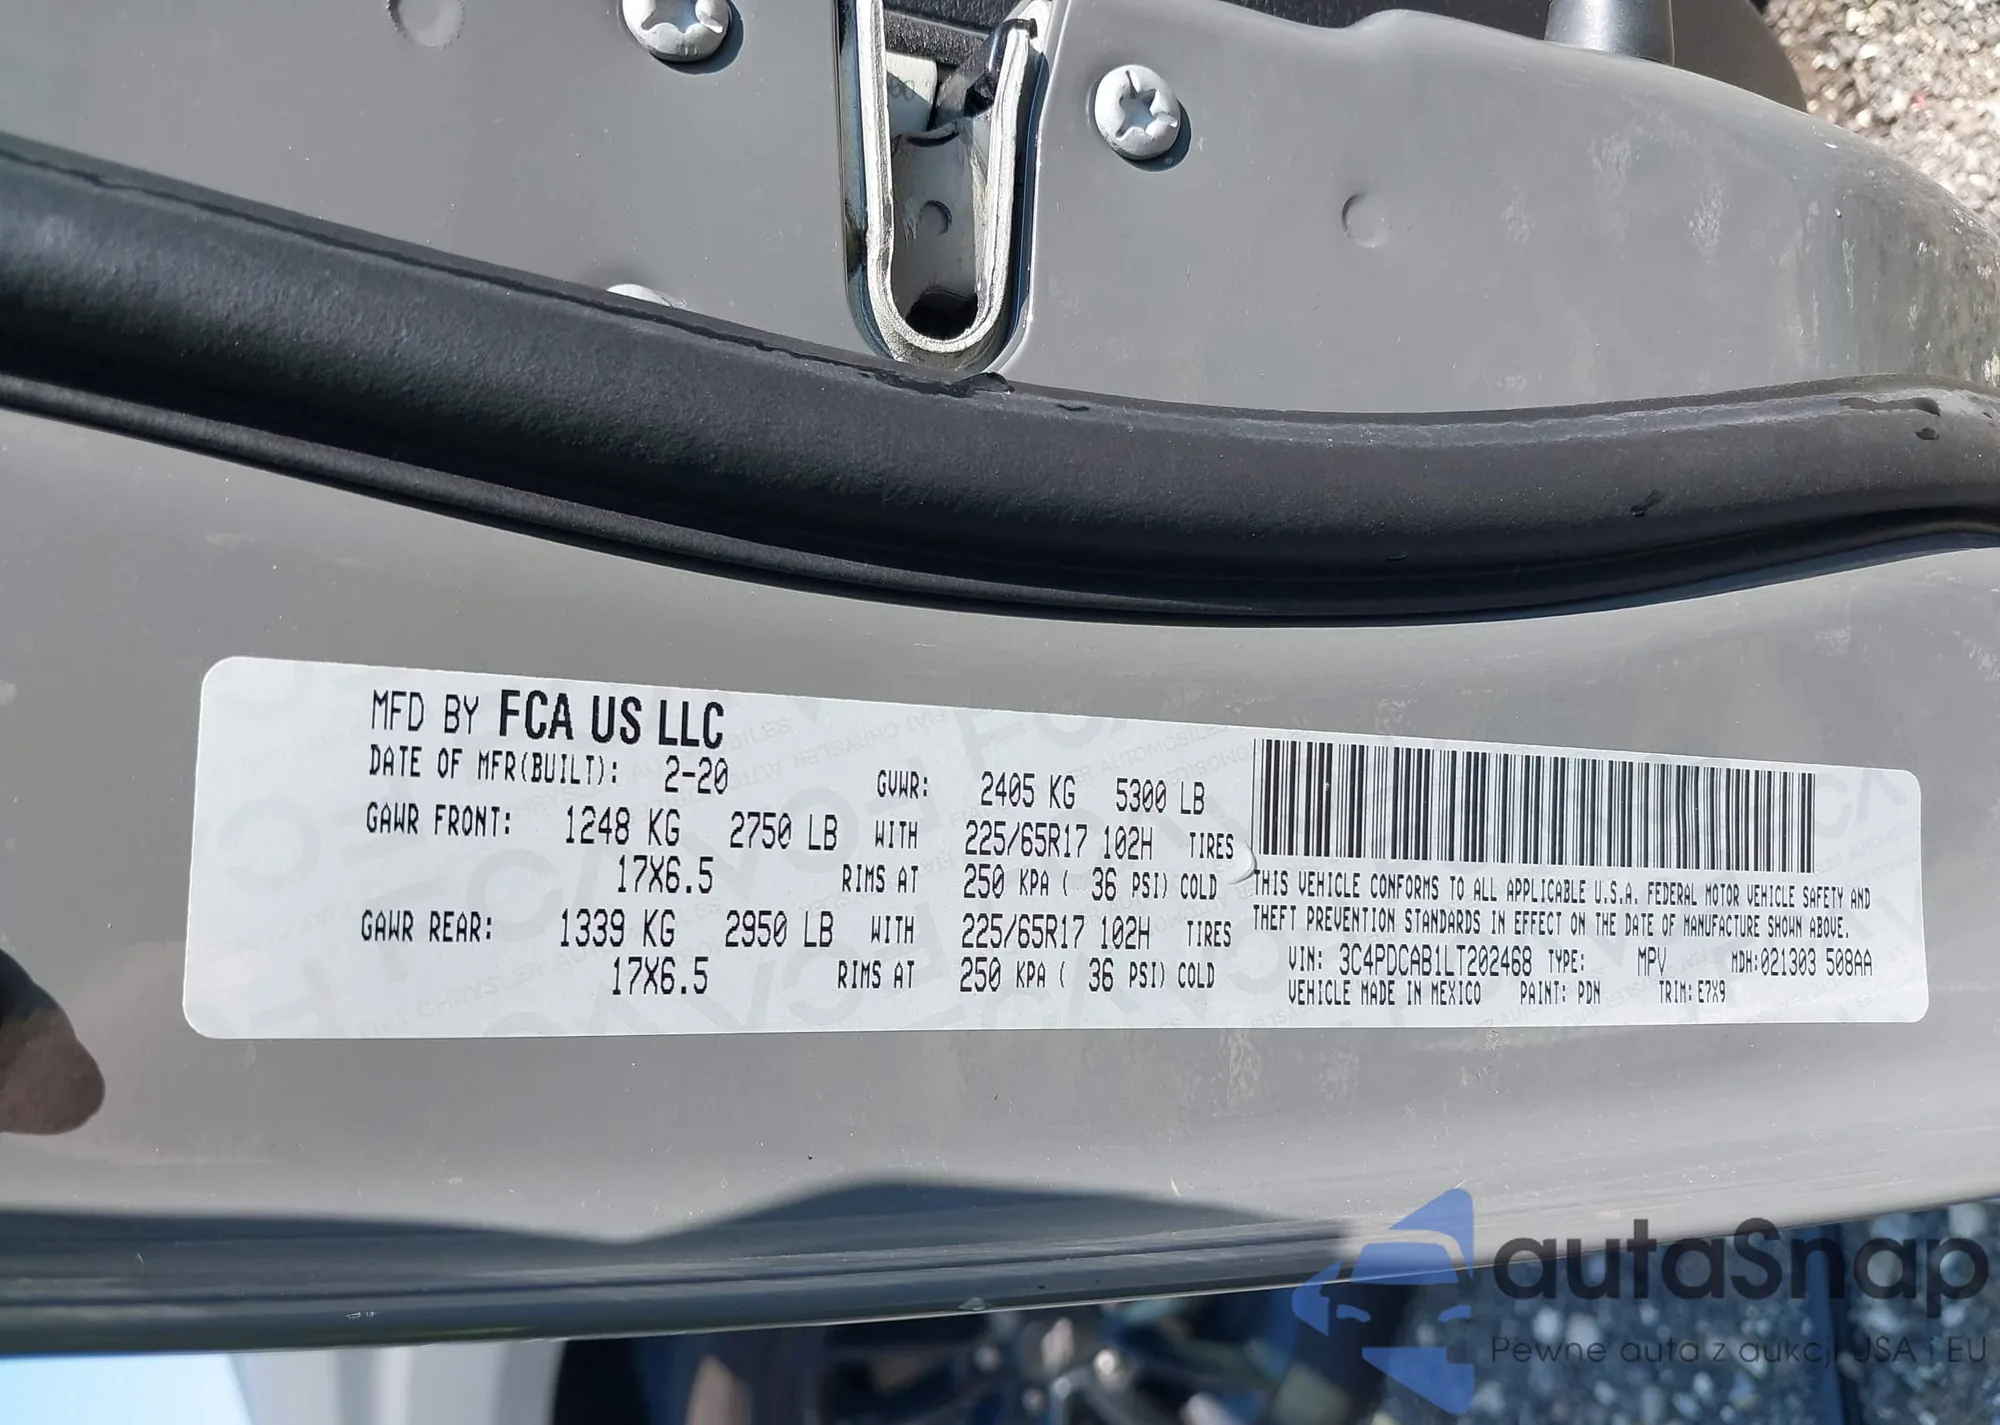 MFD BY FCA US LLC
DATE OF MFR(BUILT): 2-20 GVWR: 2405 KG 5300 LB
GAWR FRONT: 1248 KG 2750 LB WITH 225/65R17 102H TIRES
17X6.5 RIMS AT 250 KPA ( 36 PSI) COLD
GAWR REAR: 1339 KG 2950 LB WITH 225/65R17 102H TIRES
17X6.5 RIMS AT 250 KPA ( 36 PSI) COLD
THIS VEHICLE CONFORMS TO ALL APPLICABLE U.S.A. FEDERAL MOTOR VEHICLE SAFETY AND
THEFT PREVENTION STANDARDS IN EFFECT ON THE DATE OF MANUFACTURE SHOWN ABOVE.
VIN: 3C4PDCAB1LT202468 TYPE: MPV MDH:021303 508AA
VEHICLE MADE IN MEXICO PAINT: PDN TRIM: E7X9
autaSnap
Pewne auta z aukcji USA i EU